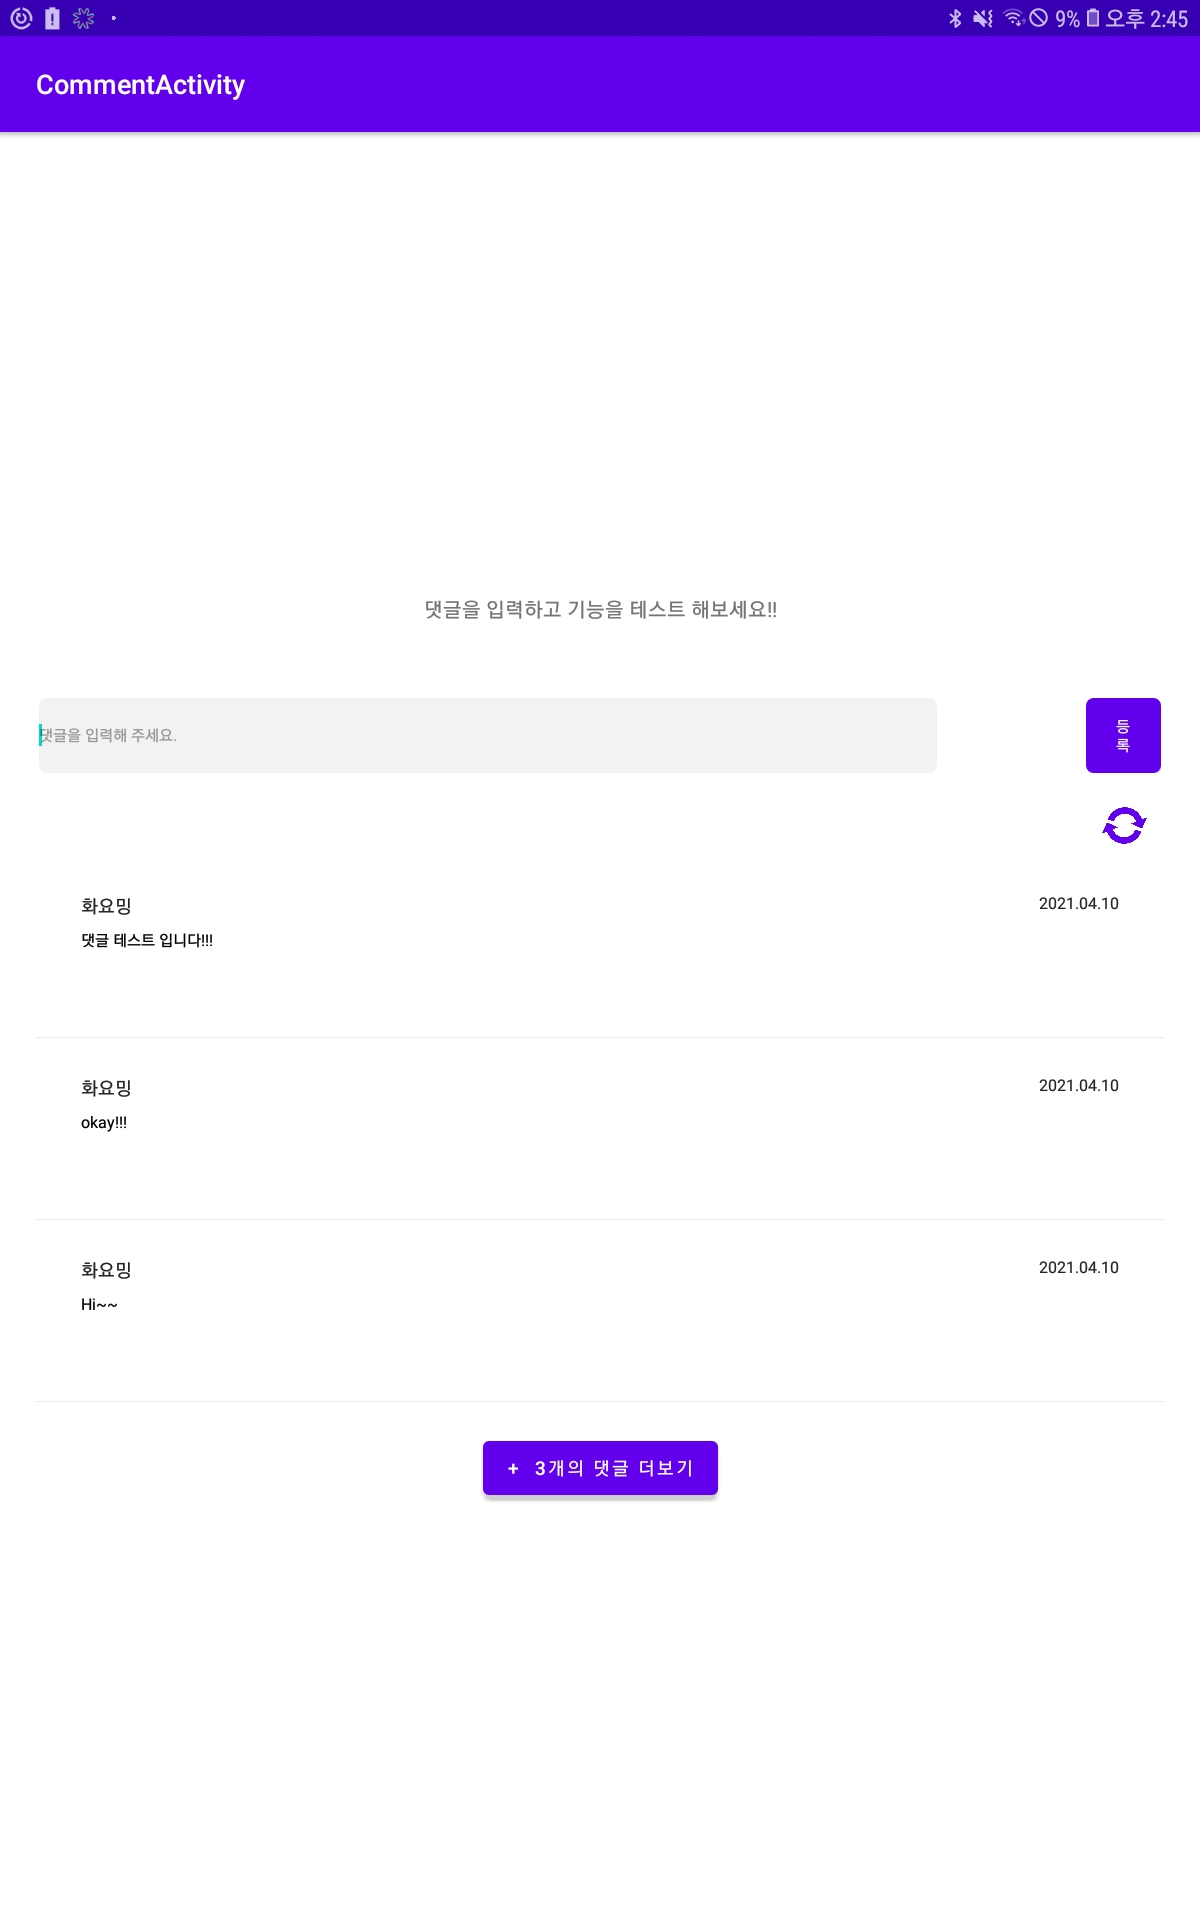 9% 오후 2:45
CommentActivity
댓글을 입력하고 기능을 테스트 해보세요!!
댓글을 입력해 주세요.
등
록
화요밍 2021.04.10
댓글 테스트 입니다!!!
화요밍 2021.04.10
okay!!!
화요밍 2021.04.10
Hi~~
+ 3개의 댓글 더보기